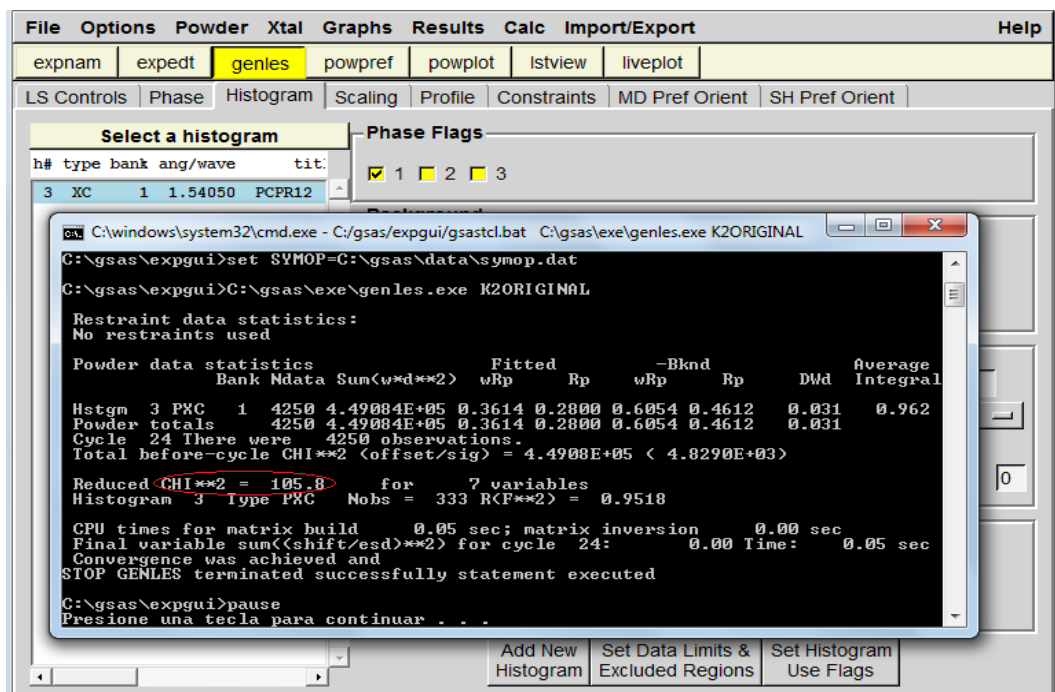 File Options Powder Xtal Graphs Results Calc Import/Export Help
expnam expedt genles powpref powplot lstview liveplot
LS Controls Phase Histogram Scaling Profile Constraints MD Pref Orient SH Pref Orient
Select a histogram
h# type bank ang/wave tit
3 XC 1 1.54050 PCPR12
Phase Flags
1 2 3
C:\windows\system32\cmd.exe - C:/gsas/expgui/gsastcl.bat C:\gsas\exe\genles.exe K2ORIGINAL
C:\gsas\expgui>set SYMOP=C:\gsas\data\symop.dat
C:\gsas\expgui>C:\gsas\exe\genles.exe K2ORIGINAL
Restraint data statistics:
No restraints used
Powder data statistics Fitted -Bknd Average
Bank Ndata Sum(w*d**2) wRp Rp wRp Rp DWd Integral
Hstgm 3 PXC 1 4250 4.49084E+05 0.3614 0.2800 0.6054 0.4612 0.031 0.962
Powder totals 4250 4.49084E+05 0.3614 0.2800 0.6054 0.4612 0.031
Cycle 24 There were 4250 observations.
Total before-cycle CHI**2 (offset/sig) = 4.4908E+05 ( 4.8290E+03)
Reduced CHI**2 = 105.8 for 7 variables
Histogram 3 Type PXC Nobs = 333 R(F**2) = 0.9518
CPU times for matrix build 0.05 sec; matrix inversion 0.00 sec
Final variable sum((shift/esd)**2) for cycle 24: 0.00 Time: 0.05 sec
Convergence was achieved and
STOP GENLES terminated successfully statement executed
C:\gsas\expgui>pause
Presione una tecla para continuar . . .
0
Add New Histogram
Set Data Limits & Excluded Regions
Set Histogram Use Flags